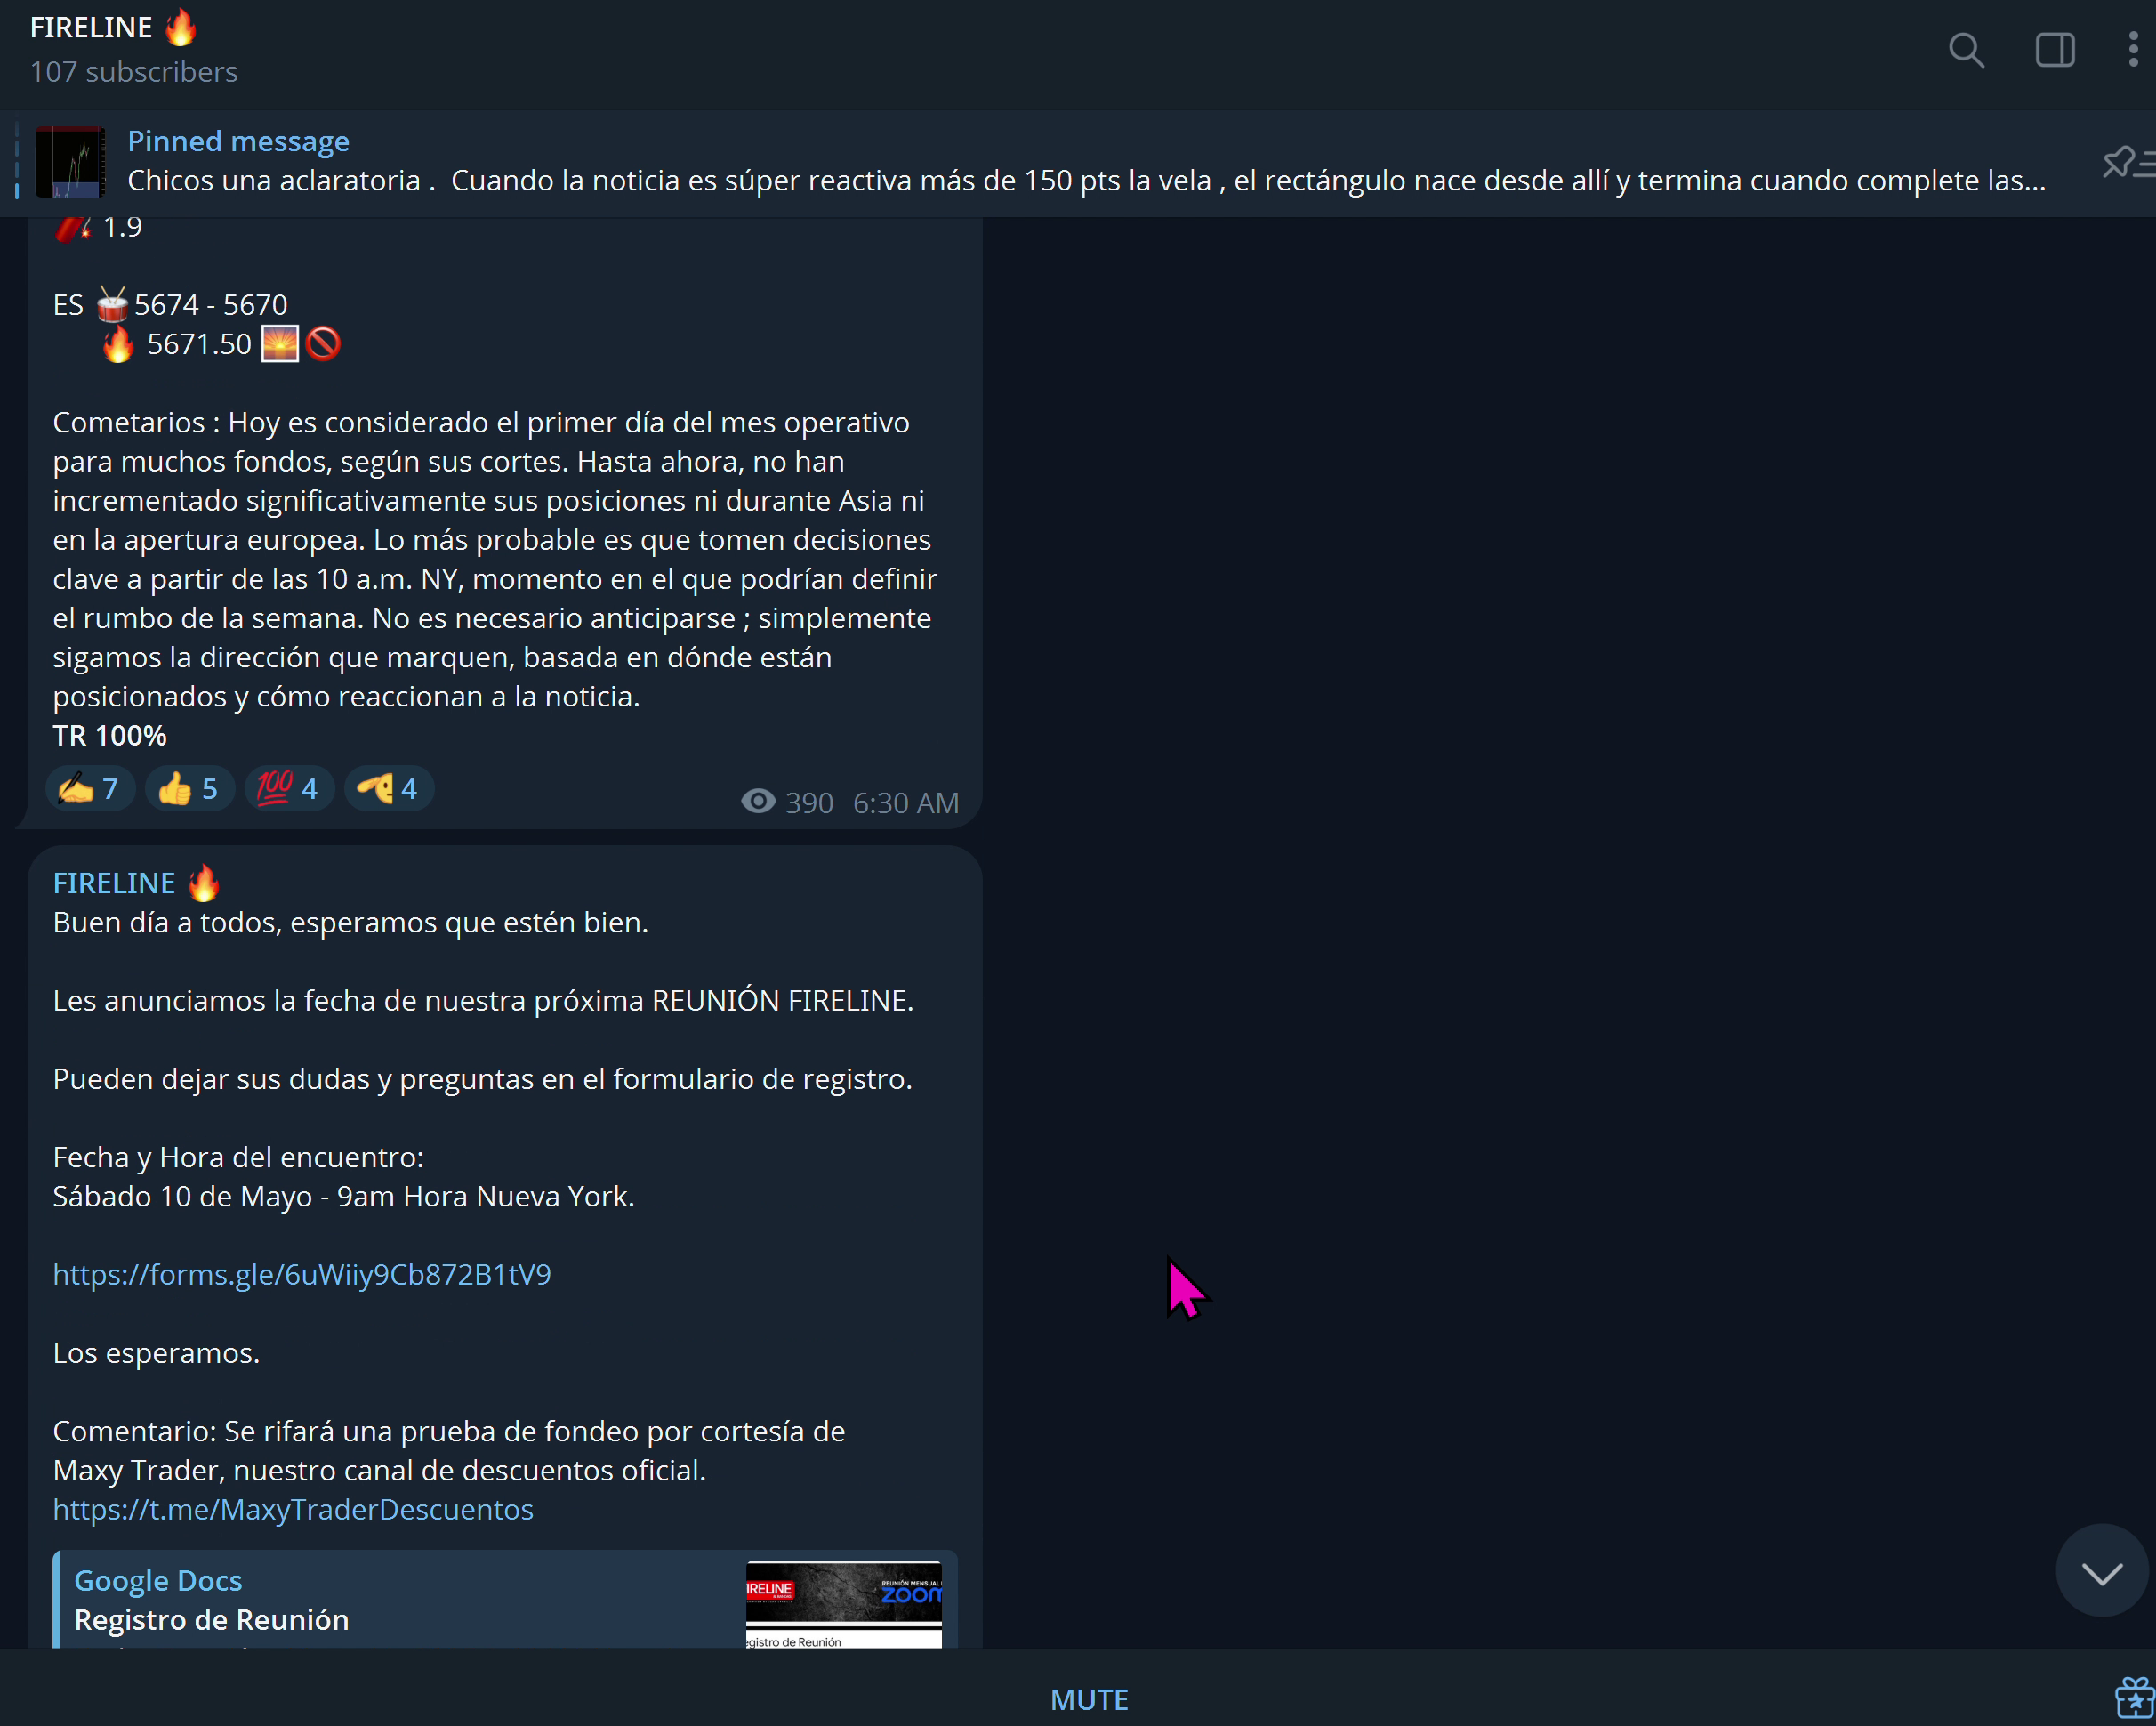 FIRELINE 🔥
107 subscribers
Pinned message
Chicos una aclaratoria .  Cuando la noticia es súper reactiva más de 150 pts la vela , el rectángulo nace desde allí y termina cuando complete las...
🧨 1.9
ES 🥁5674 - 5670
🔥 5671.50 🌅🚫
Cometarios : Hoy es considerado el primer día del mes operativo
para muchos fondos, según sus cortes. Hasta ahora, no han
incrementado significativamente sus posiciones ni durante Asia ni
en la apertura europea. Lo más probable es que tomen decisiones
clave a partir de las 10 a.m. NY, momento en el que podrían definir
el rumbo de la semana. No es necesario anticiparse ; simplemente
sigamos la dirección que marquen, basada en dónde están
posicionados y cómo reaccionan a la noticia.
TR 100%
✍ 7 👍 5 💯 4 🫡 4
390 6:30 AM
FIRELINE 🔥
Buen día a todos, esperamos que estén bien.
Les anunciamos la fecha de nuestra próxima REUNIÓN FIRELINE.
Pueden dejar sus dudas y preguntas en el formulario de registro.
Fecha y Hora del encuentro:
Sábado 10 de Mayo - 9am Hora Nueva York.
https://forms.gle/6uWiiy9Cb872B1tV9
Los esperamos.
Comentario: Se rifará una prueba de fondeo por cortesía de
Maxy Trader, nuestro canal de descuentos oficial.
https://t.me/MaxyTraderDescuentos
Google Docs
Registro de Reunión
IRELINE
REUNIÓN MENSUAL
ZOOM
egistro de Reunión
MUTE